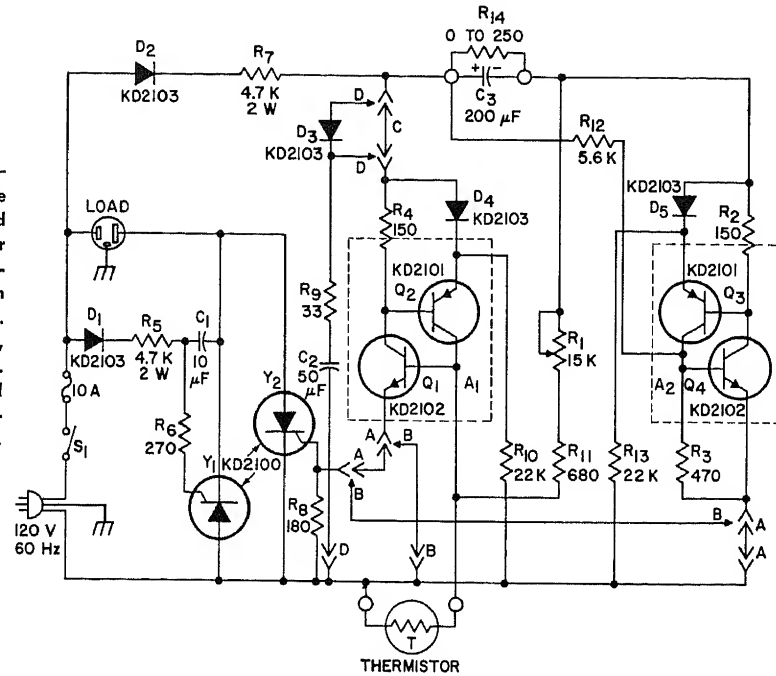 R14
0 TO 250
D2
KD2103
R7
4.7 K
2 W
+ -
C3
200 µF
D
C
D3
KD2103
D
R12
5.6 K
LOAD
D4
KD2103
R4
150
KD2103
D5
R2
150
KD2101
Q2
KD2101
Q3
D1
KD2103
R5
4.7 K
2 W
C1
10
µF
R9
33
C2
50
µF
Q1
A1
KD2102
R1
15 K
A2
Q4
KD2102
10A
S1
R6
270
Y2
Y1
KD2100
A
B
A
B
R8
180
R10
22K
R11
680
R13
22 K
R3
470
120 V
60 Hz
D
B
B
A
A
T
THERMISTOR